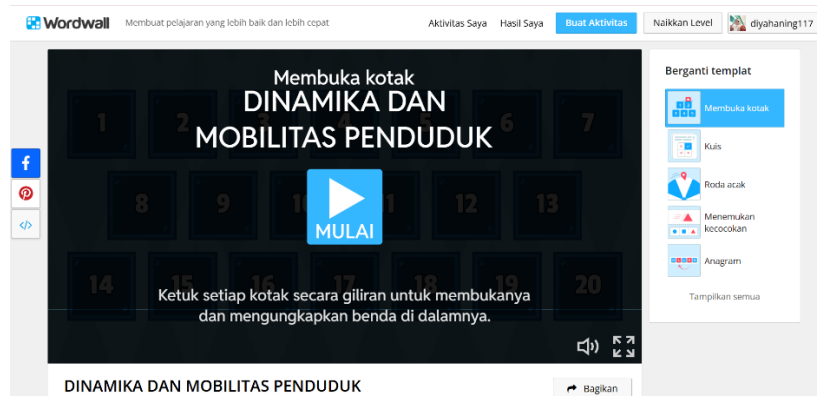 Wordwall Membuat pelajaran yang lebih baik dan lebih cepat Aktivitas Saya Hasil Saya Buat Aktivitas Naikkan Level diyahaning117
Membuka kotak
DINAMIKA DAN
MOBILITAS PENDUDUK
1 2 6 7
8 9 10 11 12 13
MULAI
14 15 16 17 18 19 20
Ketuk setiap kotak secara giliran untuk membukanya
dan mengungkapkan benda di dalamnya.
DINAMIKA DAN MOBILITAS PENDUDUK
Bagikan
Berganti templat
Membuka kotak
Kuis
Roda acak
Menemukan
kecocokan
Anagram
Tampilkan semua